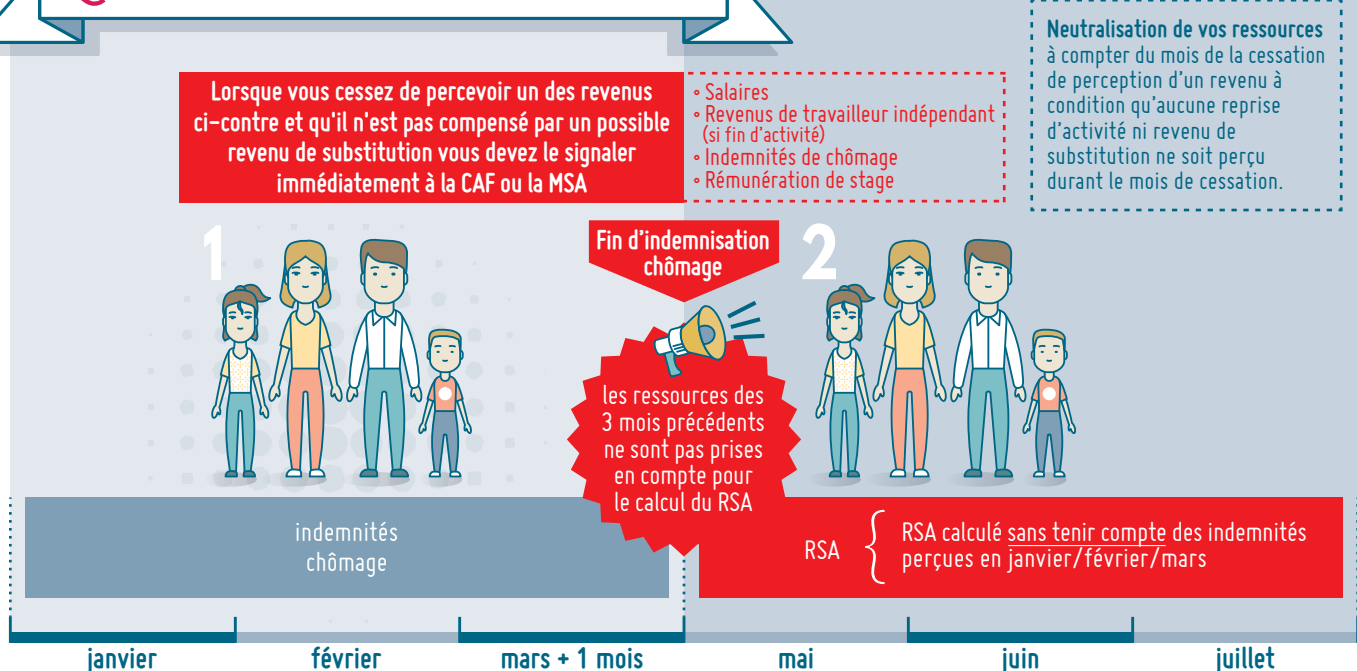 Lorsque vous cessez de percevoir un des revenus
ci-contre et qu'il n'est pas compensé par un possible
revenu de substitution vous devez le signaler
immédiatement à la CAF ou la MSA
◦ Salaires
◦ Revenus de travailleur indépendant
(si fin d'activité)
◦ Indemnités de chômage
◦ Rémunération de stage
Neutralisation de vos ressources
à compter du mois de la cessation
de perception d'un revenu à
condition qu'aucune reprise
d'activité ni revenu de
substitution ne soit perçu
durant le mois de cessation.
1
Fin d'indemnisation
chômage
2
les ressources des
3 mois précédents
ne sont pas prises
en compte pour
le calcul du RSA
indemnités
chômage
RSA
RSA calculé sans tenir compte des indemnités
perçues en janvier/février/mars
janvier
février
mars + 1 mois
mai
juin
juillet